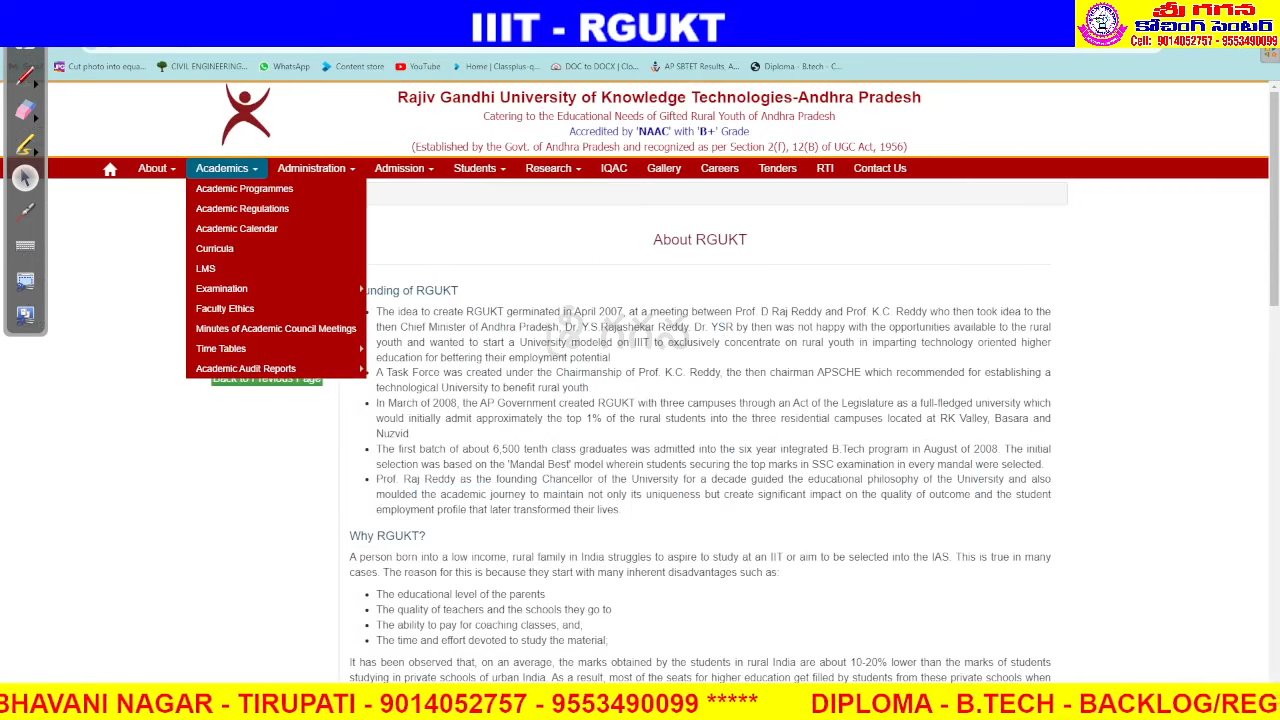 IIIT - RGUKT
శ్రీ గగన
కోచింగ్ సెంటర్
Cell: 9014052757 - 9553490099
Cut photo into equa...
CIVIL ENGINEERING...
WhatsApp
Content store
YouTube
Home | Classplus-q...
DOC to DOCX | Clo...
AP SBTET Results, A...
Diploma - B.tech - C...
Rajiv Gandhi University of Knowledge Technologies-Andhra Pradesh
Catering to the Educational Needs of Gifted Rural Youth of Andhra Pradesh
Accredited by 'NAAC' with 'B+' Grade
(Established by the Govt. of Andhra Pradesh and recognized as per Section 2(f), 12(B) of UGC Act, 1956)
About Academics Administration Admission Students Research IQAC Gallery Careers Tenders RTI Contact Us
Academic Programmes
Academic Regulations
Academic Calendar
Curricula
LMS
Examination
Faculty Ethics
Minutes of Academic Council Meetings
Time Tables
Academic Audit Reports
Back to Previous Page
About RGUKT
unding of RGUKT
The idea to create RGUKT germinated in April 2007, at a meeting between Prof. D Raj Reddy and Prof. K.C. Reddy who then took idea to the
then Chief Minister of Andhra Pradesh, Dr. Y.S.Rajashekar Reddy. Dr. YSR by then was not happy with the opportunities available to the rural
youth and wanted to start a University modeled on IIIT to exclusively concentrate on rural youth in imparting technology oriented higher
education for bettering their employment potential
A Task Force was created under the Chairmanship of Prof. K.C. Reddy, the then chairman APSCHE which recommended for establishing a
technological University to benefit rural youth
In March of 2008, the AP Government created RGUKT with three campuses through an Act of the Legislature as a full-fledged university which
would initially admit approximately the top 1% of the rural students into the three residential campuses located at RK Valley, Basara and
Nuzvid
The first batch of about 6,500 tenth class graduates was admitted into the six year integrated B.Tech program in August of 2008. The initial
selection was based on the 'Mandal Best' model wherein students securing the top marks in SSC examination in every mandal were selected.
Prof. Raj Reddy as the founding Chancellor of the University for a decade guided the educational philosophy of the University and also
moulded the academic journey to maintain not only its uniqueness but create significant impact on the quality of outcome and the student
employment profile that later transformed their lives.
శ్రీ గగన
Why RGUKT?
A person born into a low income, rural family in India struggles to aspire to study at an IIT or aim to be selected into the IAS. This is true in many
cases. The reason for this is because they start with many inherent disadvantages such as:
The educational level of the parents
The quality of teachers and the schools they go to
The ability to pay for coaching classes, and,
The time and effort devoted to study the material;
It has been observed that, on an average, the marks obtained by the students in rural India are about 10-20% lower than the marks of students
studying in private schools of urban India. As a result, most of the seats for higher education get filled by students from these private schools when
BHAVANI NAGAR - TIRUPATI - 9014052757 - 9553490099 ***** DIPLOMA - B.TECH - BACKLOG/REG